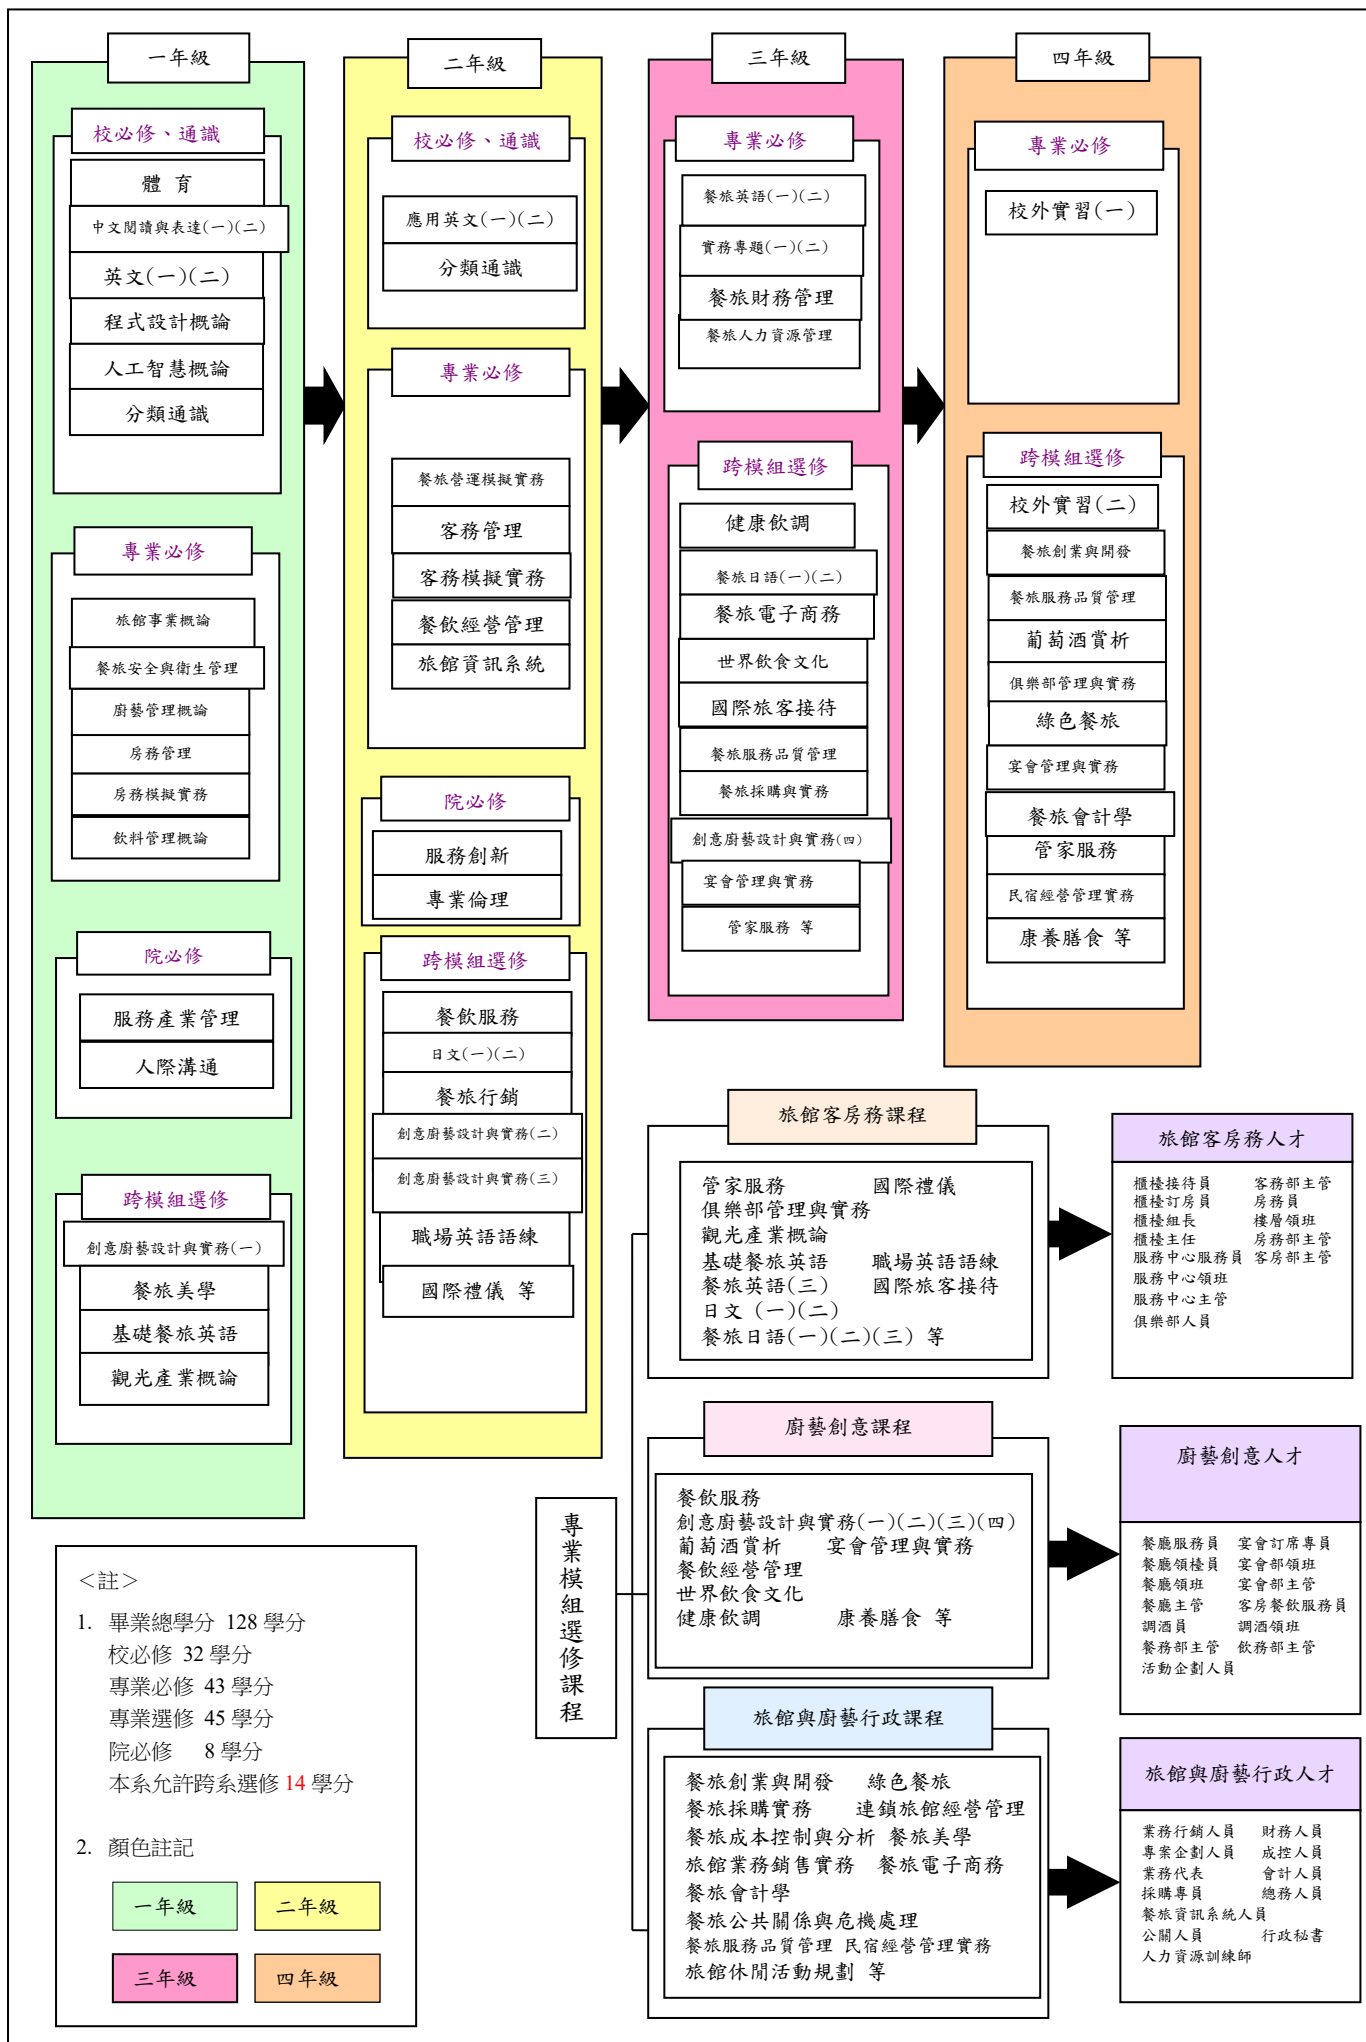 一年級
校必修、通識
體 育
中文閱讀與表達(一)(二)
英文(一)(二)
程式設計概論
人工智慧概論
分類通識
專業必修
旅館事業概論
餐旅安全與衛生管理
廚藝管理概論
房務管理
房務模擬實務
飲料管理概論
院必修
服務產業管理
人際溝通
跨模組選修
創意廚藝設計與實務(一)
餐旅美學
基礎餐旅英語
觀光產業概論
二年級
校必修、通識
應用英文(一)(二)
分類通識
專業必修
餐旅營運模擬實務
客務管理
客務模擬實務
餐飲經營管理
旅館資訊系統
院必修
服務創新
專業倫理
跨模組選修
餐飲服務
日文(一)(二)
餐旅行銷
創意廚藝設計與實務(二)
創意廚藝設計與實務(三)
職場英語語練
國際禮儀 等
三年級
專業必修
餐旅英語(一)(二)
實務專題(一)(二)
餐旅財務管理
餐旅人力資源管理
跨模組選修
健康飲調
餐旅日語(一)(二)
餐旅電子商務
世界飲食文化
國際旅客接待
餐旅服務品質管理
餐旅採購與實務
創意廚藝設計與實務(四)
宴會管理與實務
管家服務 等
四年級
專業必修
校外實習(一)
跨模組選修
校外實習(二)
餐旅創業與開發
餐旅服務品質管理
葡萄酒賞析
俱樂部管理與實務
綠色餐旅
宴會管理與實務
餐旅會計學
管家服務
民宿經營管理實務
康養膳食 等
專業模組選修課程
旅館客房務課程
管家服務 國際禮儀
俱樂部管理與實務
觀光產業概論
基礎餐旅英語 職場英語語練
餐旅英語(三) 國際旅客接待
日文 (一)(二)
餐旅日語(一)(二)(三) 等
旅館客房務人才
櫃檯接待員 客務部主管
櫃檯訂房員 房務員
櫃檯組長 樓層領班
櫃檯主任 房務部主管
服務中心服務員 客房部主管
服務中心領班
服務中心主管
俱樂部人員
廚藝創意課程
餐飲服務
創意廚藝設計與實務(一)(二)(三)(四)
葡萄酒賞析 宴會管理與實務
餐飲經營管理
世界飲食文化
健康飲調 康養膳食 等
廚藝創意人才
餐廳服務員 宴會訂席專員
餐廳領檯員 宴會部領班
餐廳領班 宴會部主管
餐廳主管 客房餐飲服務員
調酒員 調酒領班
餐務部主管 飲務部主管
活動企劃人員
旅館與廚藝行政課程
餐旅創業與開發 綠色餐旅
餐旅採購實務 連鎖旅館經營管理
餐旅成本控制與分析 餐旅美學
旅館業務銷售實務 餐旅電子商務
餐旅會計學
餐旅公共關係與危機處理
餐旅服務品質管理 民宿經營管理實務
旅館休閒活動規劃 等
旅館與廚藝行政人才
業務行銷人員 財務人員
專案企劃人員 成控人員
業務代表 會計人員
採購專員 總務人員
餐旅資訊系統人員
公關人員 行政秘書
人力資源訓練師
＜註＞
1. 畢業總學分 128 學分
校必修 32 學分
專業必修 43 學分
專業選修 45 學分
院必修 8 學分
本系允許跨系選修 14 學分
2. 顏色註記
一年級 二年級
三年級 四年級